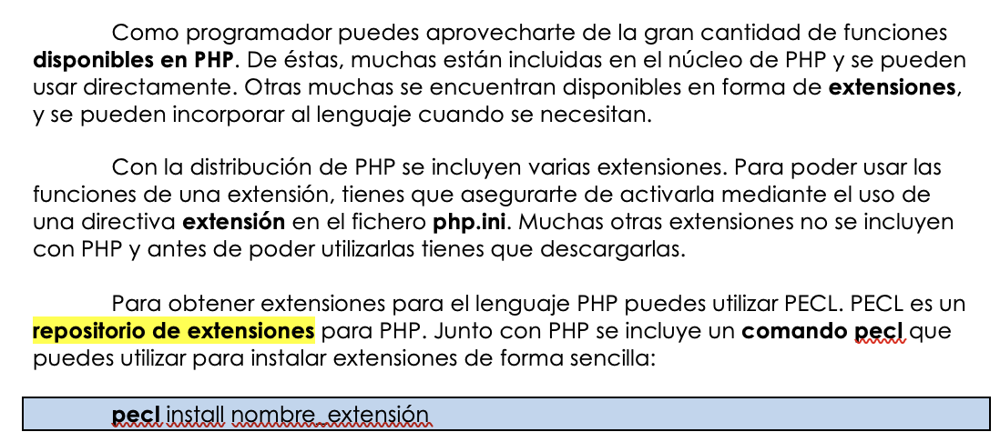 Como programador puedes aprovecharte de la gran cantidad de funciones
disponibles en PHP. De éstas, muchas están incluidas en el núcleo de PHP y se pueden
usar directamente. Otras muchas se encuentran disponibles en forma de extensiones,
y se pueden incorporar al lenguaje cuando se necesitan.
Con la distribución de PHP se incluyen varias extensiones. Para poder usar las
funciones de una extensión, tienes que asegurarte de activarla mediante el uso de
una directiva extensión en el fichero php.ini. Muchas otras extensiones no se incluyen
con PHP y antes de poder utilizarlas tienes que descargarlas.
Para obtener extensiones para el lenguaje PHP puedes utilizar PECL. PECL es un
repositorio de extensiones para PHP. Junto con PHP se incluye un comando pecl que
puedes utilizar para instalar extensiones de forma sencilla:
pecl install nombre_extensión